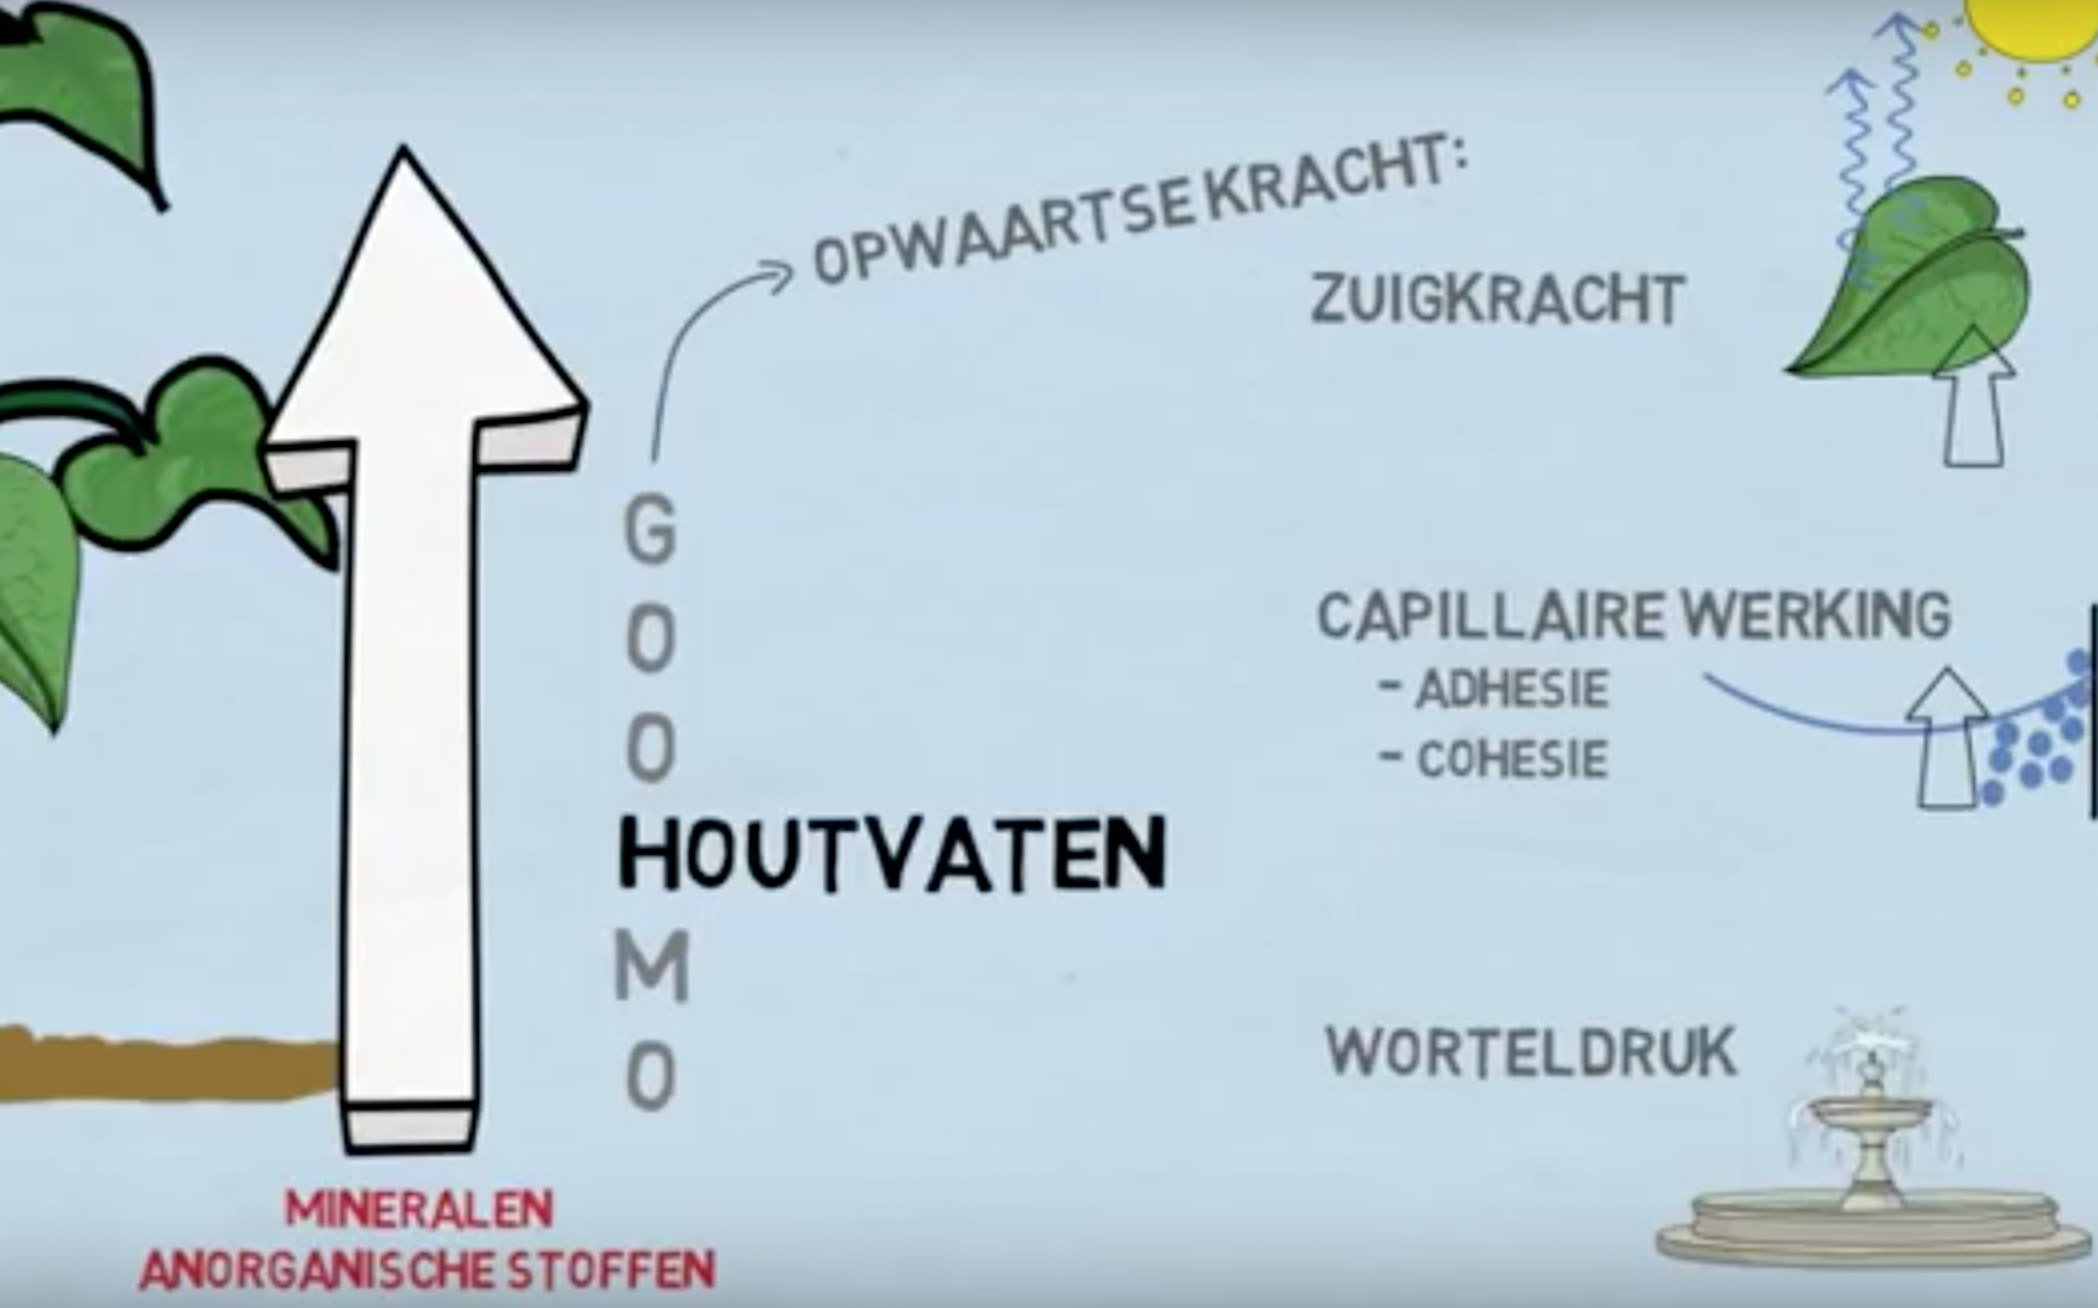 OPWAARTSE KRACHT:
ZUIGKRACHT
G
O
O
HOUTVATEN
M
O
CAPILLAIRE WERKING
- ADHESIE
- COHESIE
WORTELDRUK
MINERALEN
ANORGANISCHE STOFFEN